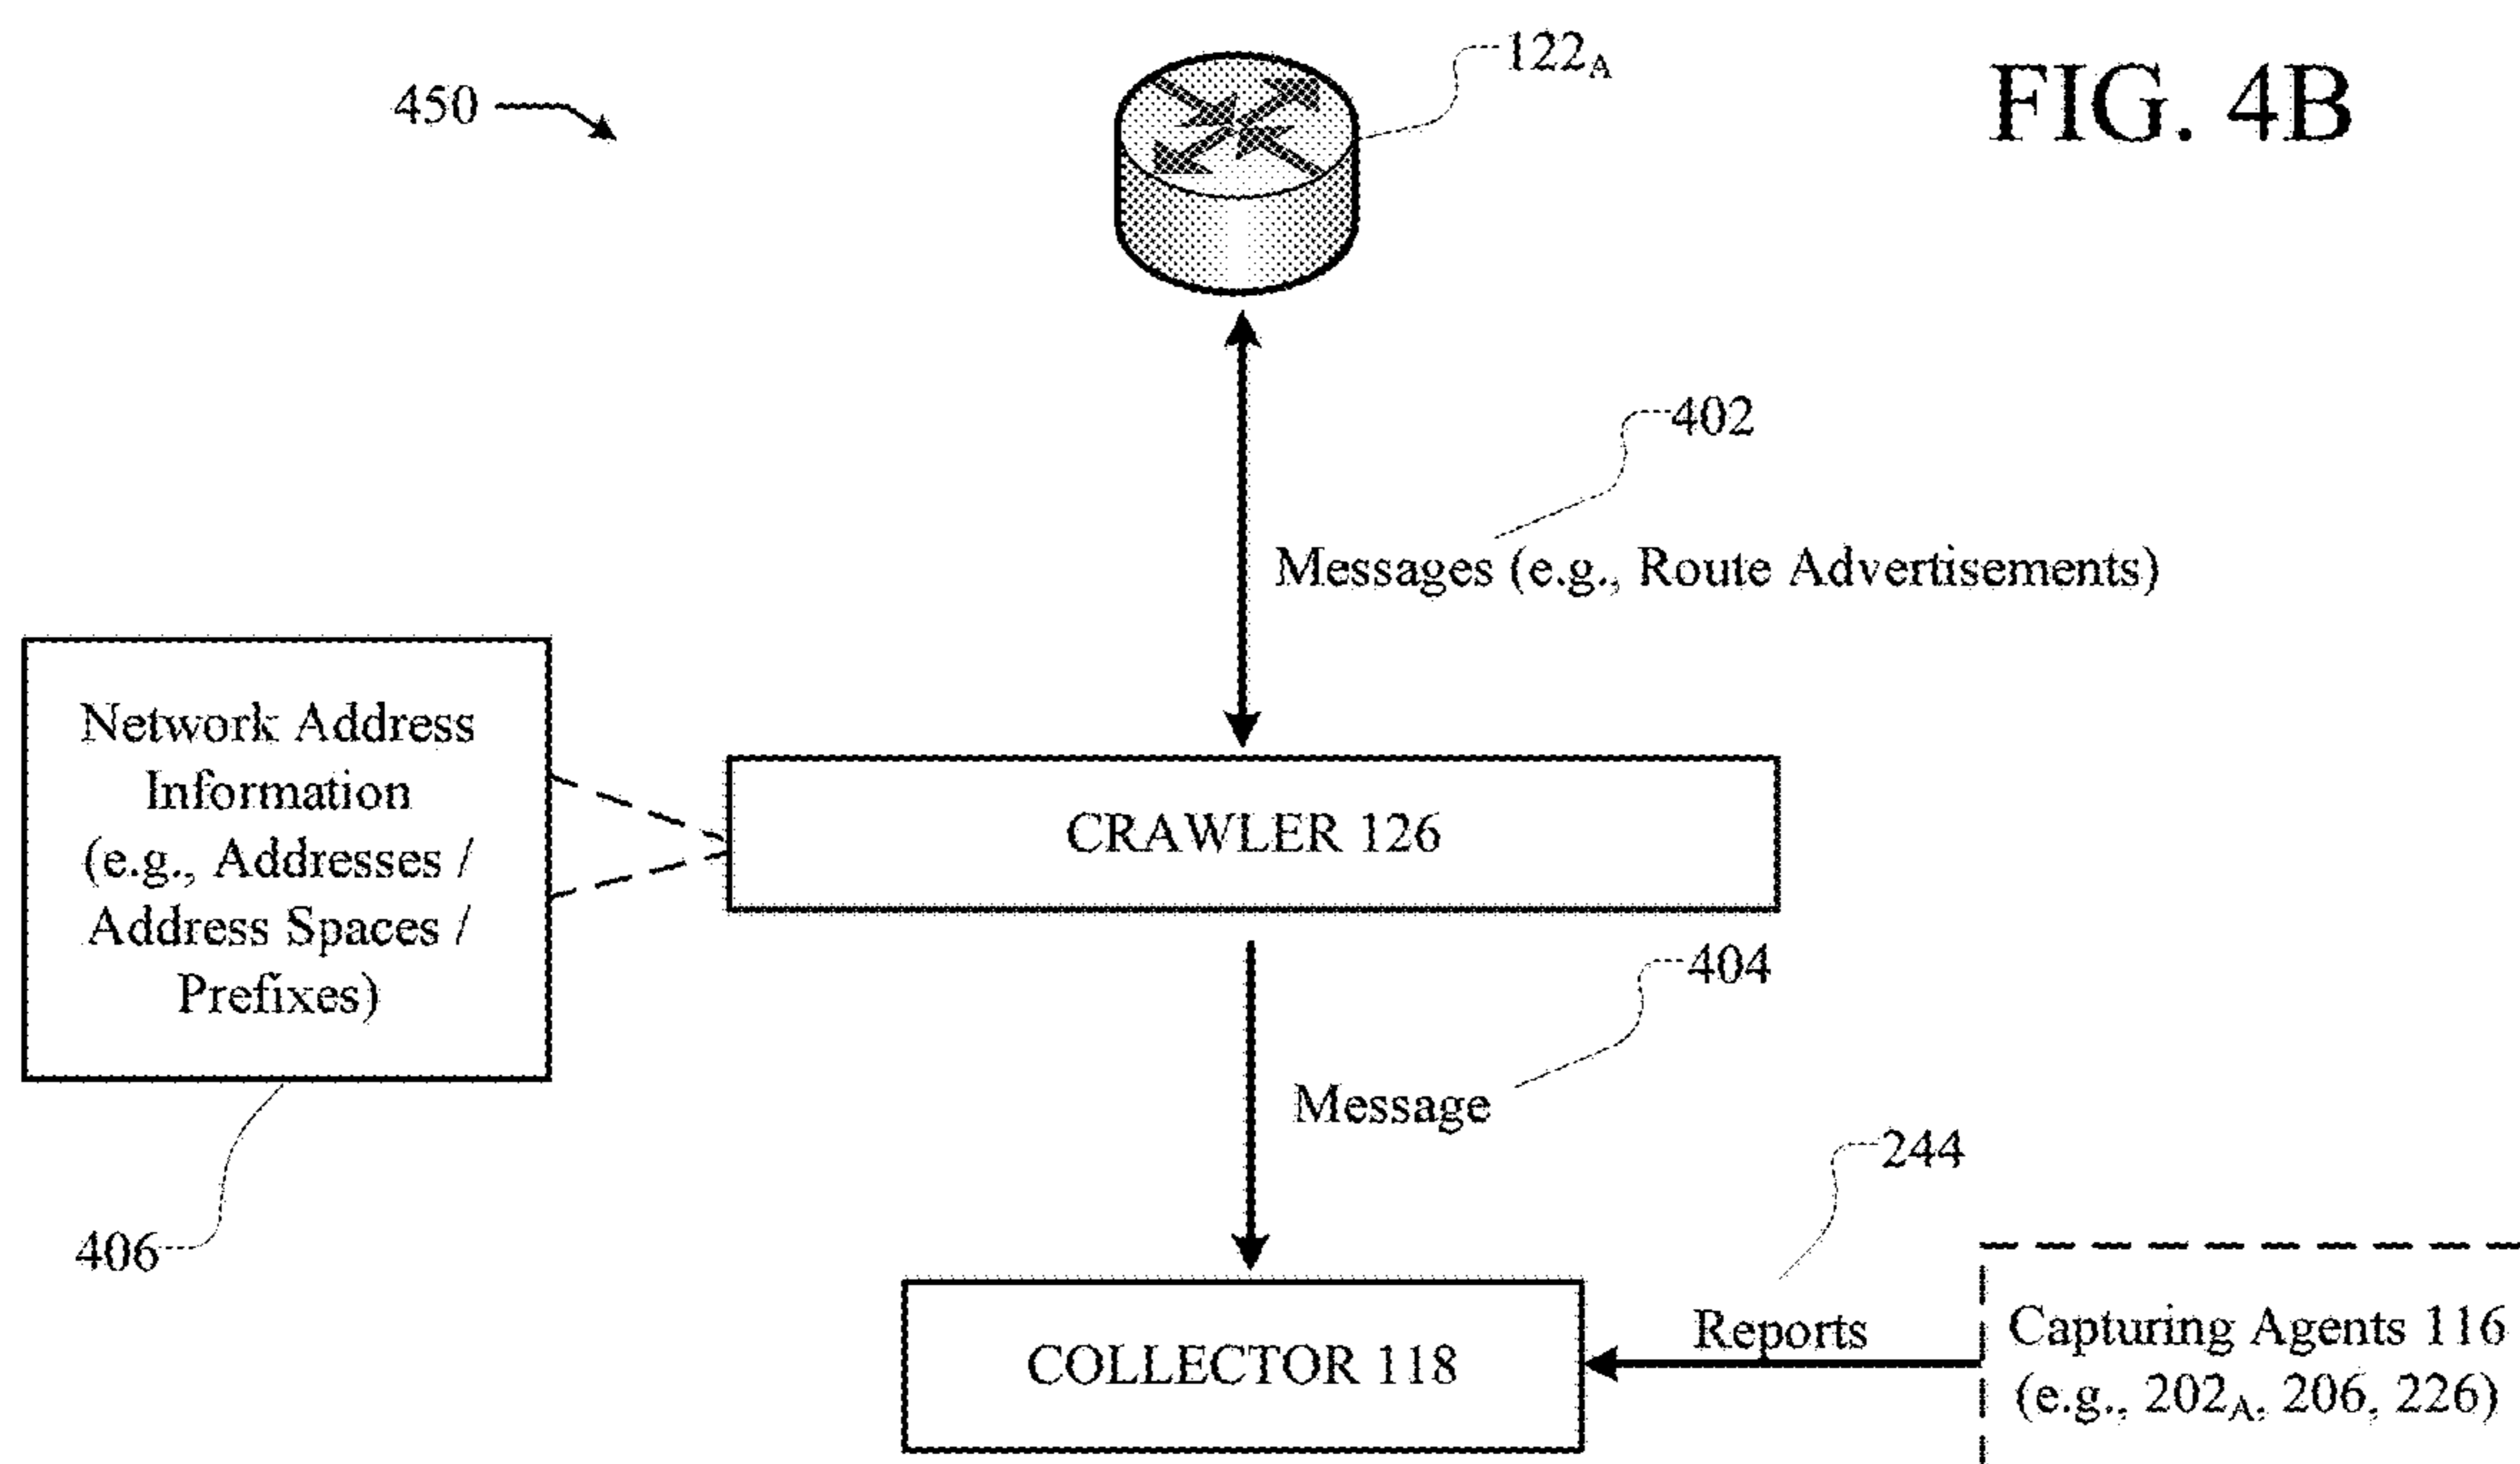 FIG. 4B
450
122A
402
Messages (e.g., Route Advertisements)
Network Address
Information
(e.g., Addresses /
Address Spaces /
Prefixes)
CRAWLER 126
404
Message
244
406
Reports
COLLECTOR 118
Capturing Agents 116
(e.g., 202A, 206, 226)